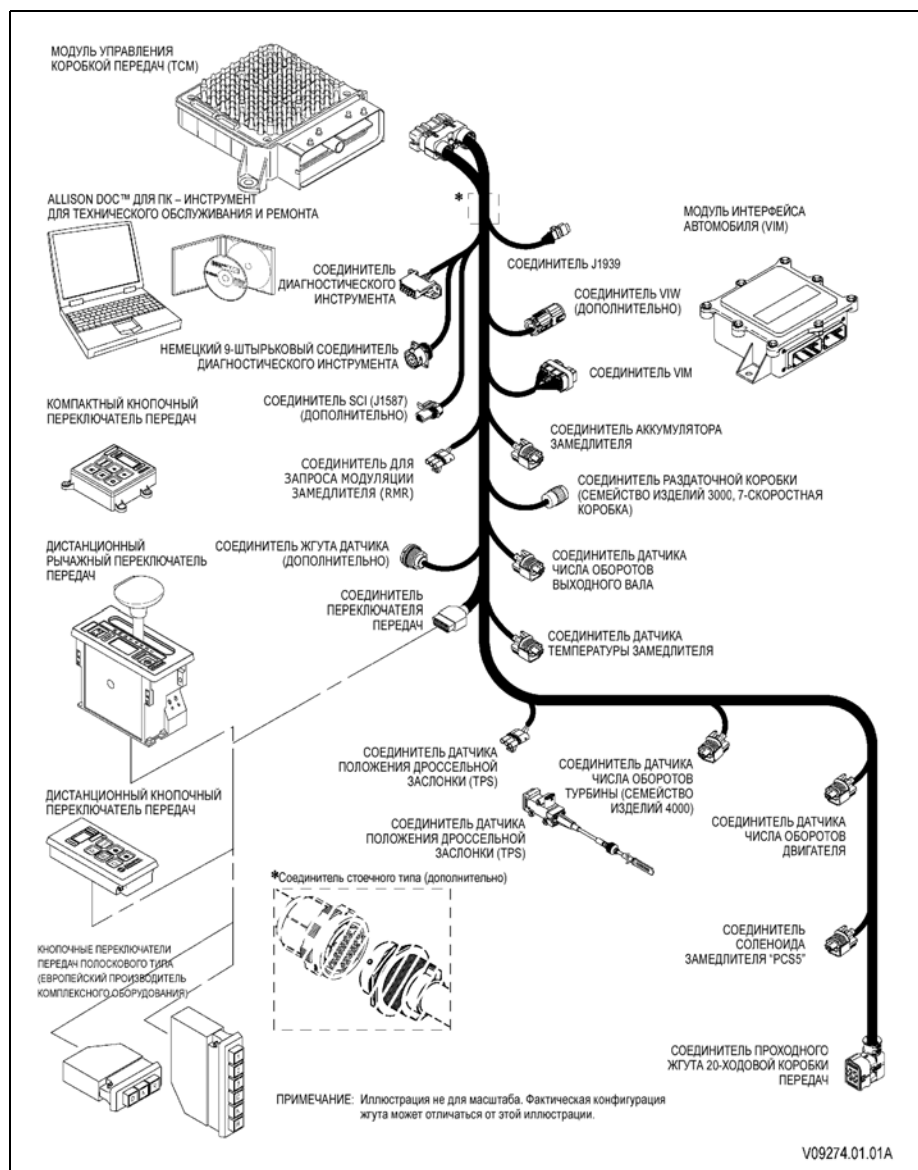 МОДУЛЬ УПРАВЛЕНИЯ
КОРОБКОЙ ПЕРЕДАЧ (TCM)
ALLISON DOC™ ДЛЯ ПК – ИНСТРУМЕНТ
ДЛЯ ТЕХНИЧЕСКОГО ОБСЛУЖИВАНИЯ И РЕМОНТА
МОДУЛЬ ИНТЕРФЕЙСА
АВТОМОБИЛЯ (VIM)
*
СОЕДИНИТЕЛЬ J1939
СОЕДИНИТЕЛЬ
ДИАГНОСТИЧЕСКОГО
ИНСТРУМЕНТА
СОЕДИНИТЕЛЬ VIW
(ДОПОЛНИТЕЛЬНО)
НЕМЕЦКИЙ 9-ШТЫРЬКОВЫЙ СОЕДИНИТЕЛЬ
ДИАГНОСТИЧЕСКОГО ИНСТРУМЕНТА
СОЕДИНИТЕЛЬ VIM
СОЕДИНИТЕЛЬ SCI (J1587)
(ДОПОЛНИТЕЛЬНО)
КОМПАКТНЫЙ КНОПОЧНЫЙ
ПЕРЕКЛЮЧАТЕЛЬ ПЕРЕДАЧ
СОЕДИНИТЕЛЬ АККУМУЛЯТОРА
ЗАМЕДЛИТЕЛЯ
СОЕДИНИТЕЛЬ ДЛЯ
ЗАПРОСА МОДУЛЯЦИИ
ЗАМЕДЛИТЕЛЯ (RMR)
СОЕДИНИТЕЛЬ РАЗДАТОЧНОЙ КОРОБКИ
(СЕМЕЙСТВО ИЗДЕЛИЙ 3000, 7-СКОРОСТНАЯ
КОРОБКА)
ДИСТАНЦИОННЫЙ
РЫЧАЖНЫЙ ПЕРЕКЛЮЧАТЕЛЬ
ПЕРЕДАЧ
СОЕДИНИТЕЛЬ ЖГУТА ДАТЧИКА
(ДОПОЛНИТЕЛЬНО)
СОЕДИНИТЕЛЬ ДАТЧИКА
ЧИСЛА ОБОРОТОВ
ВЫХОДНОГО ВАЛА
СОЕДИНИТЕЛЬ
ПЕРЕКЛЮЧАТЕЛЯ
ПЕРЕДАЧ
СОЕДИНИТЕЛЬ ДАТЧИКА
ТЕМПЕРАТУРЫ ЗАМЕДЛИТЕЛЯ
СОЕДИНИТЕЛЬ ДАТЧИКА
ПОЛОЖЕНИЯ ДРОССЕЛЬНОЙ
ЗАСЛОНКИ (TPS)
СОЕДИНИТЕЛЬ ДАТЧИКА
ЧИСЛА ОБОРОТОВ
ТУРБИНЫ (СЕМЕЙСТВО
ИЗДЕЛИЙ 4000)
ДИСТАНЦИОННЫЙ КНОПОЧНЫЙ
ПЕРЕКЛЮЧАТЕЛЬ ПЕРЕДАЧ
СОЕДИНИТЕЛЬ ДАТЧИКА
ПОЛОЖЕНИЯ ДРОССЕЛЬНОЙ
ЗАСЛОНКИ (TPS)
СОЕДИНИТЕЛЬ ДАТЧИКА
ЧИСЛА ОБОРОТОВ
ДВИГАТЕЛЯ
*Соединитель стоечного типа (дополнительно)
СОЕДИНИТЕЛЬ
СОЛЕНОИДА
ЗАМЕДЛИТЕЛЯ "PCS5"
КНОПОЧНЫЕ ПЕРЕКЛЮЧАТЕЛИ
ПЕРЕДАЧ ПОЛОСКОВОГО ТИПА
(ЕВРОПЕЙСКИЙ ПРОИЗВОДИТЕЛЬ
КОМПЛЕКСНОГО ОБОРУДОВАНИЯ)
СОЕДИНИТЕЛЬ ПРОХОДНОГО
ЖГУТА 20-ХОДОВОЙ КОРОБКИ
ПЕРЕДАЧ
ПРИМЕЧАНИЕ: Иллюстрация не для масштаба. Фактическая конфигурация
жгута может отличаться от этой иллюстрации.
V09274.01.01A